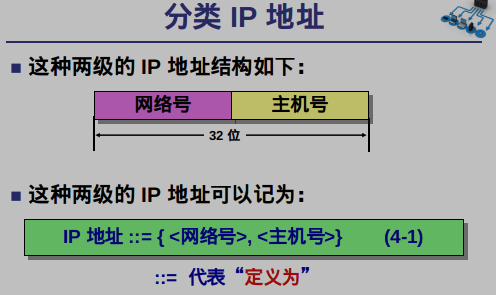 分类 IP 地址
这种两级的 IP 地址结构如下：
网络号 主机号
32 位
这种两级的 IP 地址可以记为：
IP 地址 ::= { <网络号>, <主机号>} (4-1)
::= 代表“定义为”